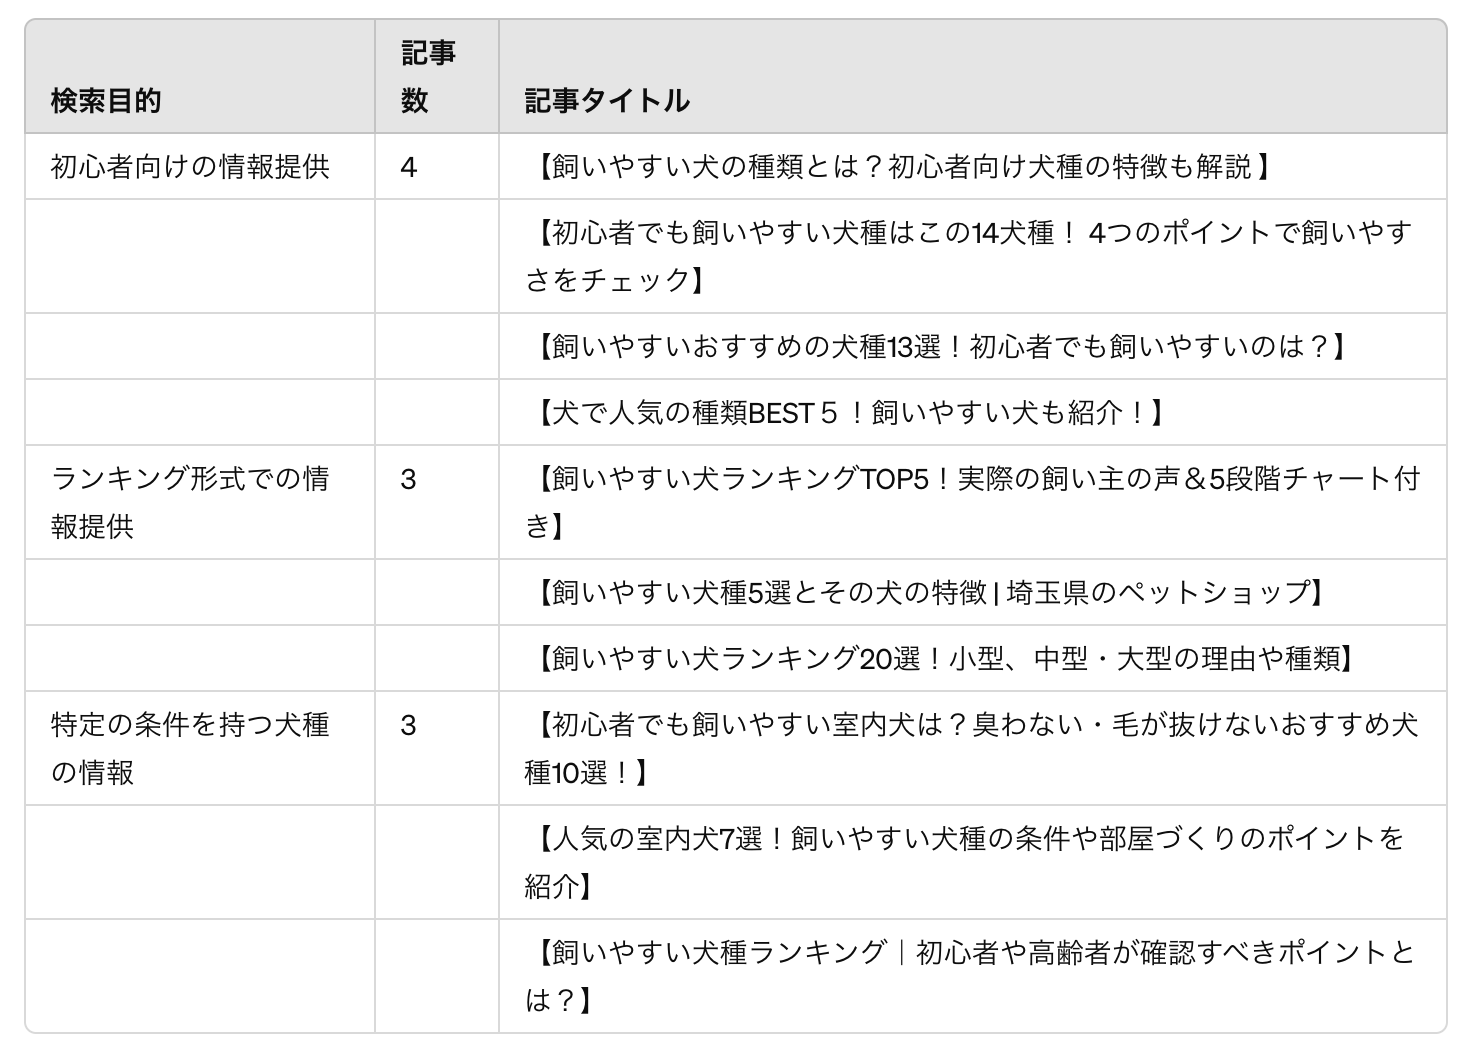 検索目的
記事
数
記事タイトル
初心者向けの情報提供
4
【飼いやすい犬の種類とは？初心者向け犬種の特徴も解説 】
【初心者でも飼いやすい犬種はこの14犬種！ 4つのポイントで飼いやす
さをチェック】
【飼いやすいおすすめの犬種13選！初心者でも飼いやすいのは？】
【犬で人気の種類BEST５！飼いやすい犬も紹介！】
ランキング形式での情
報提供
3
【飼いやすい犬ランキングTOP5！実際の飼い主の声＆5段階チャート付
き】
【飼いやすい犬種5選とその犬の特徴 | 埼玉県のペットショップ】
【飼いやすい犬ランキング20選！小型、中型・大型の理由や種類】
特定の条件を持つ犬種
の情報
3
【初心者でも飼いやすい室内犬は？臭わない・毛が抜けないおすすめ犬
種10選！】
【人気の室内犬7選！飼いやすい犬種の条件や部屋づくりのポイントを
紹介】
【飼いやすい犬種ランキング｜初心者や高齢者が確認すべきポイントと
は？】